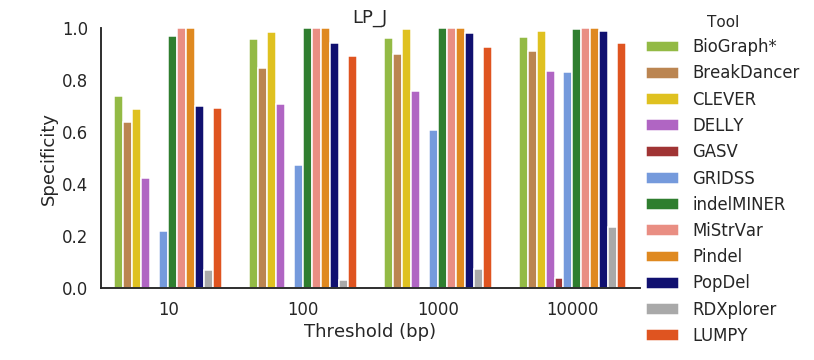 LP_J
Specificity
1.0
0.8
0.6
0.4
0.2
0.0
10
100
1000
10000
Threshold (bp)
Tool
BioGraph*
BreakDancer
CLEVER
DELLY
GASV
GRIDSS
indelMINER
MiStrVar
Pindel
PopDel
RDXplorer
LUMPY